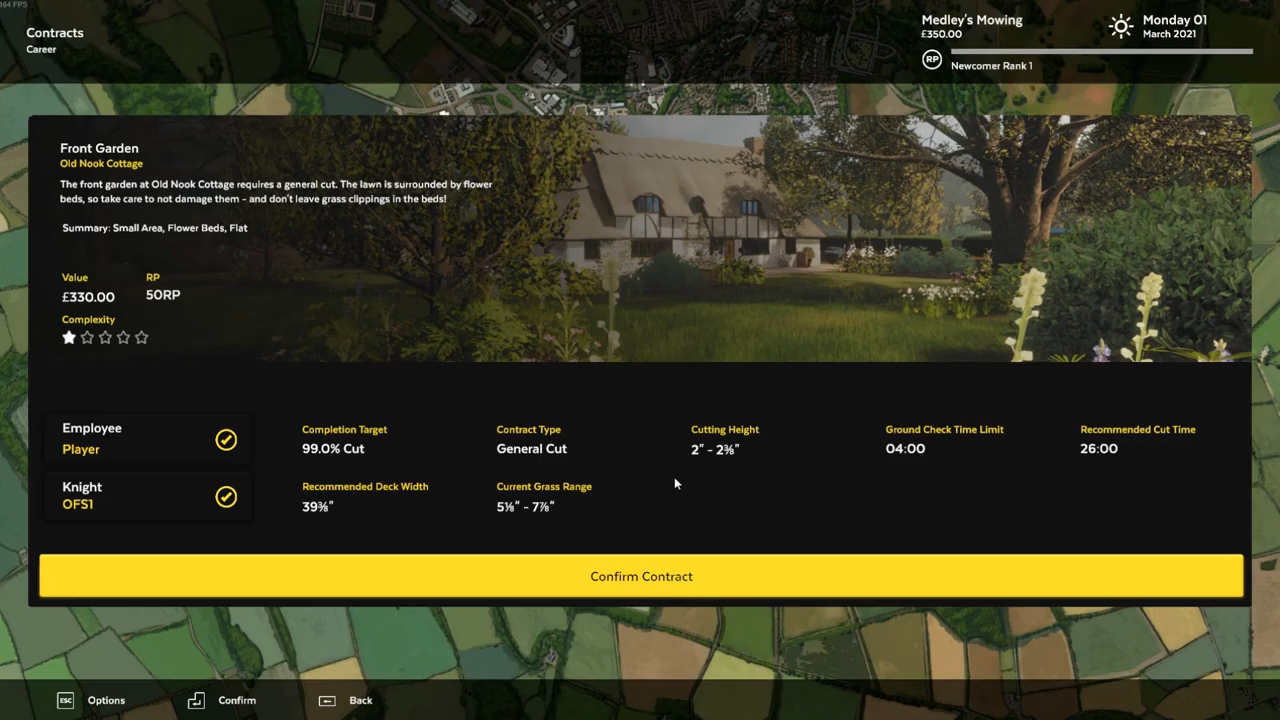 164 FPS
Contracts
Career
Medley's Mowing
£350.00
Monday 01
March 2021
RP
Newcomer Rank 1
Front Garden
Old Nook Cottage
The front garden at Old Nook Cottage requires a general cut. The lawn is surrounded by flower
beds, so take care to not damage them - and don't leave grass clippings in the beds!
Summary: Small Area, Flower Beds, Flat
Value
RP
£330.00
50RP
Complexity
Employee
Player
Knight
OFS1
Completion Target
99.0% Cut
Contract Type
General Cut
Cutting Height
2" - 2⅜"
Ground Check Time Limit
04:00
Recommended Cut Time
26:00
Recommended Deck Width
39⅜"
Current Grass Range
5⅛" - 7⅞"
Confirm Contract
ESC
Options
Confirm
Back